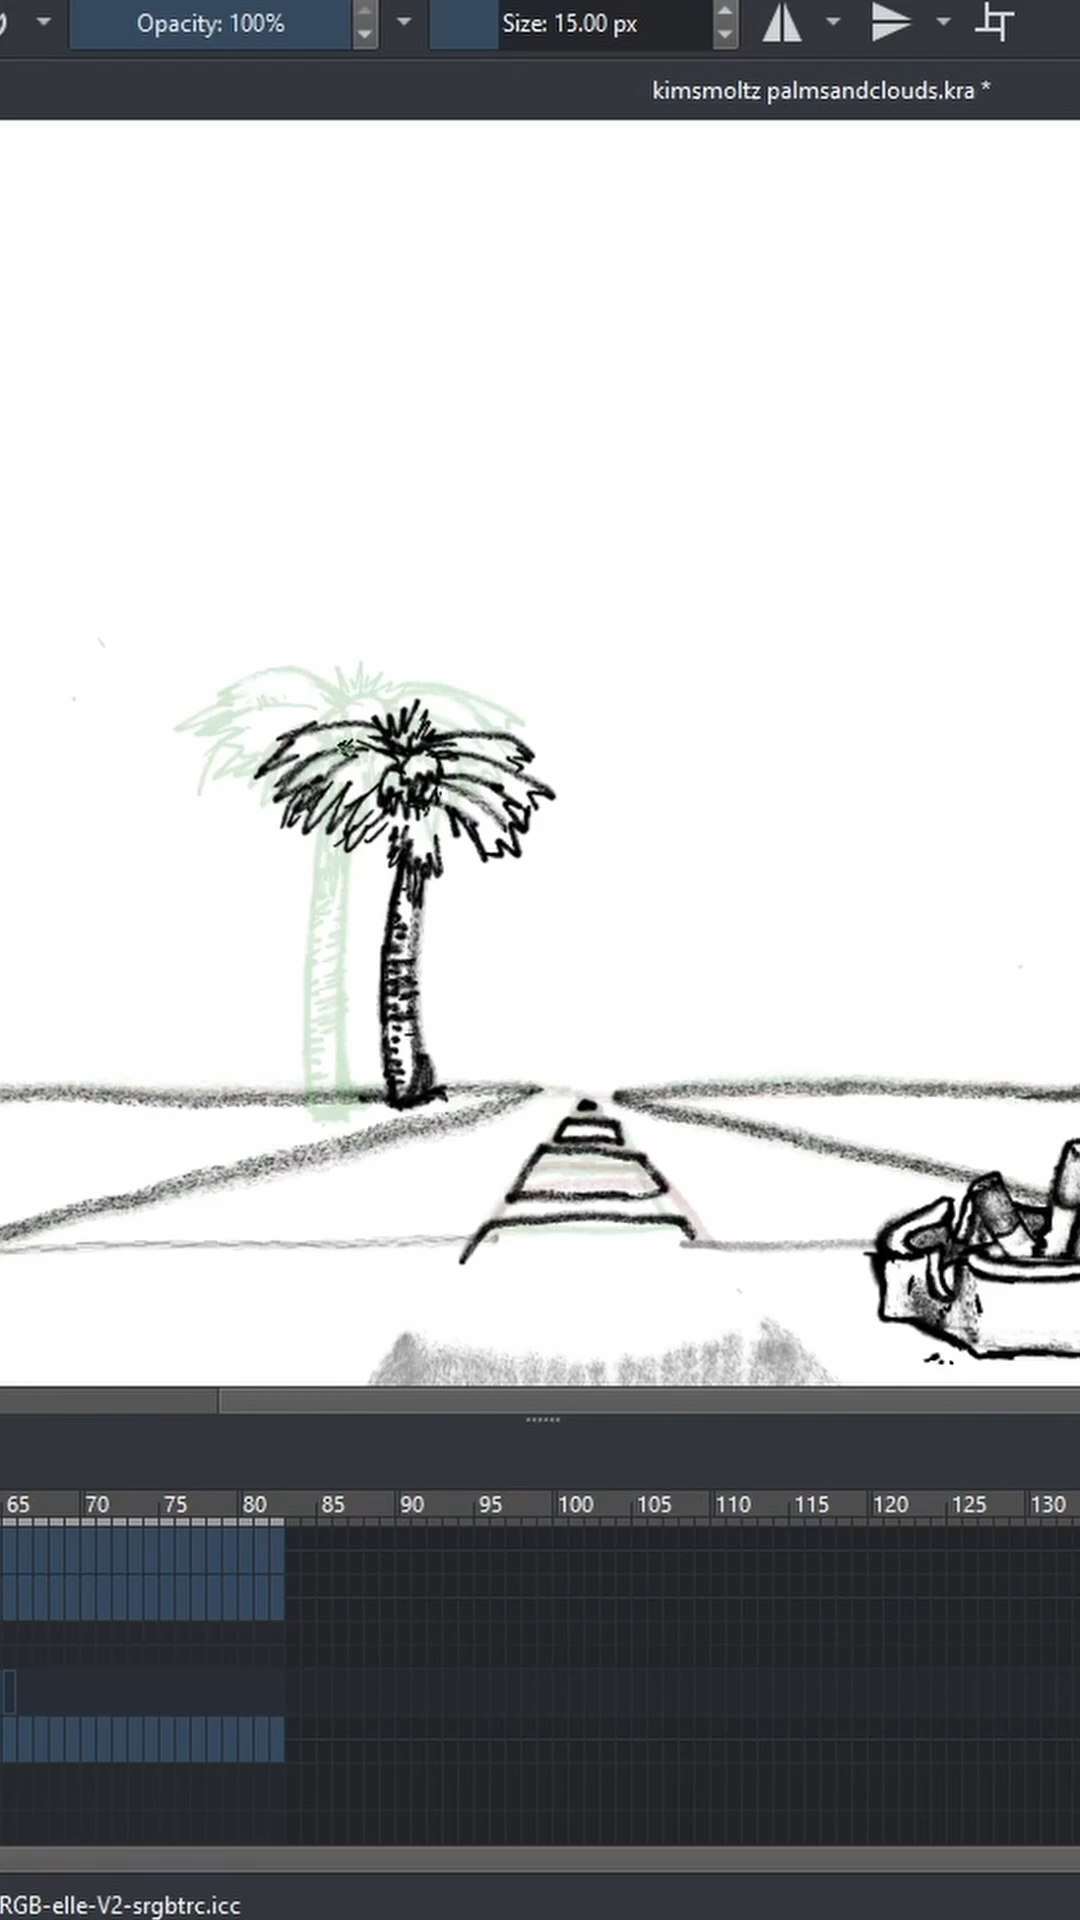 Opacity: 100%
Size: 15.00 px
kimsmoltz palmsandclouds.kra *
65 70 75 80 85 90 95 100 105 110 115 120 125 130
RGB-elle-V2-srgbtrc.icc